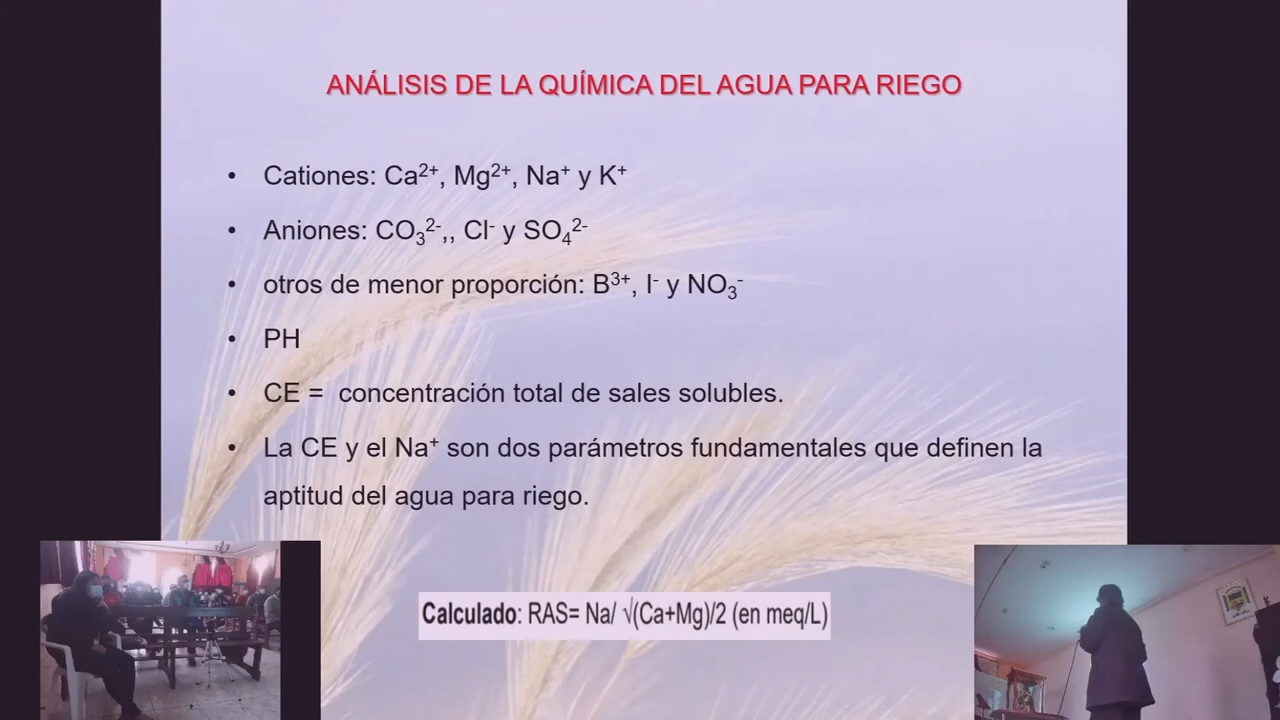 ANÁLISIS DE LA QUÍMICA DEL AGUA PARA RIEGO
• Cationes: Ca²⁺, Mg²⁺, Na⁺ y K⁺
• Aniones: CO₃²⁻,, Cl⁻ y SO₄²⁻
• otros de menor proporción: B³⁺, I⁻ y NO₃⁻
• PH
• CE = concentración total de sales solubles.
• La CE y el Na⁺ son dos parámetros fundamentales que definen la
aptitud del agua para riego.
Calculado: RAS= Na/ √(Ca+Mg)/2 (en meq/L)